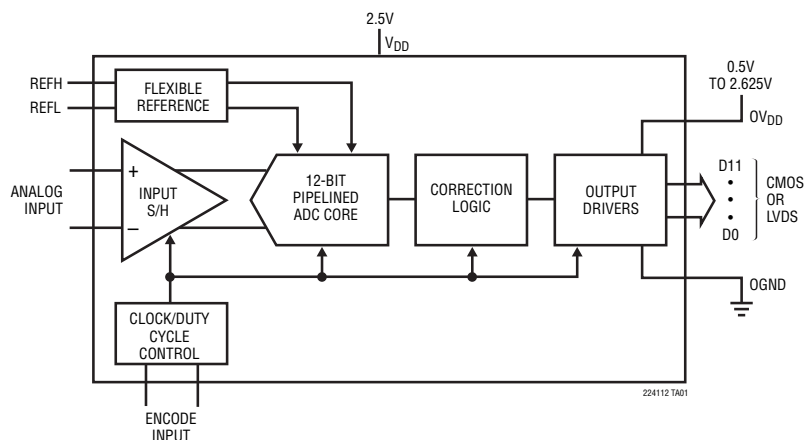 2.5V
VDD
REFH
REFL
FLEXIBLE
REFERENCE
0.5V
TO 2.625V
OVDD
ANALOG
INPUT
+
−
INPUT
S/H
12-BIT
PIPELINED
ADC CORE
CORRECTION
LOGIC
OUTPUT
DRIVERS
D11
•
•
•
D0
CMOS
OR
LVDS
OGND
CLOCK/DUTY
CYCLE
CONTROL
ENCODE
INPUT
224112 TA01